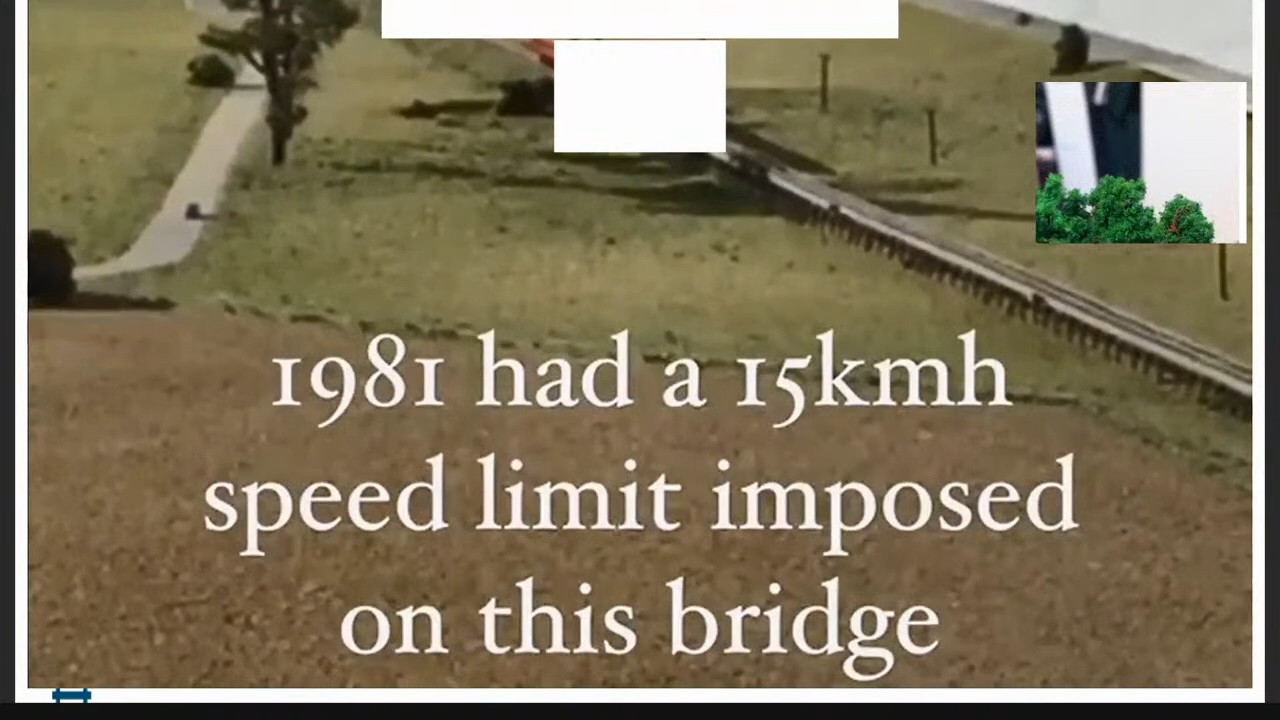 1981 had a 15kmh
speed limit imposed
on this bridge